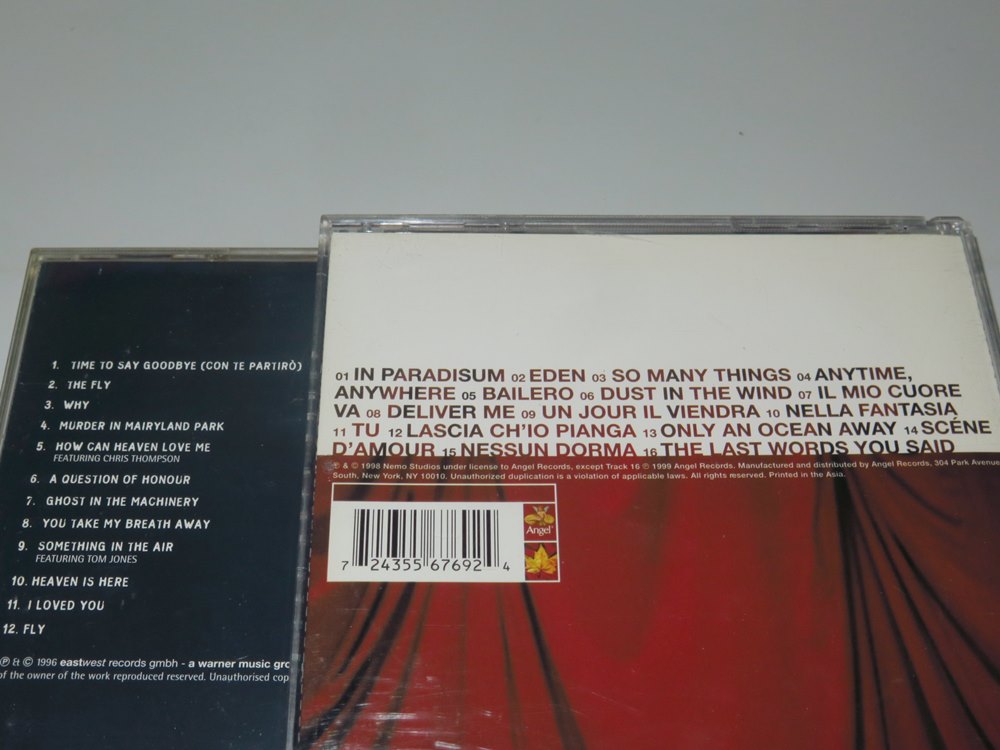 1. TIME TO SAY GOODBYE (CON TE PARTIRÒ)
2. THE FLY
3. WHY
4. MURDER IN MAIRYLAND PARK
5. HOW CAN HEAVEN LOVE ME
FEATURING CHRIS THOMPSON
6. A QUESTION OF HONOUR
7. GHOST IN THE MACHINERY
8. YOU TAKE MY BREATH AWAY
9. SOMETHING IN THE AIR
FEATURING TOM JONES
10. HEAVEN IS HERE
11. I LOVED YOU
12. FLY
℗ & © 1996 eastwest records gmbh - a warner music gro
of the owner of the work reproduced reserved. Unauthorised cop
01 IN PARADISUM 02 EDEN 03 SO MANY THINGS 04 ANYTIME,
ANYWHERE 05 BAILERO 06 DUST IN THE WIND 07 IL MIO CUORE
VA 08 DELIVER ME 09 UN JOUR IL VIENDRA 10 NELLA FANTASIA
11 TU 12 LASCIA CH'IO PIANGA 13 ONLY AN OCEAN AWAY 14 SCÉNE
D'AMOUR 15 NESSUN DORMA 16 THE LAST WORDS YOU SAID
℗ & © 1998 Nemo Studios under license to Angel Records, except Track 16 ℗ 1999 Angel Records. Manufactured and distributed by Angel Records, 304 Park Avenue
South, New York, NY 10010. Unauthorized duplication is a violation of applicable laws. All rights reserved. Printed in the Asia.
Angel
7 24355 67692 4